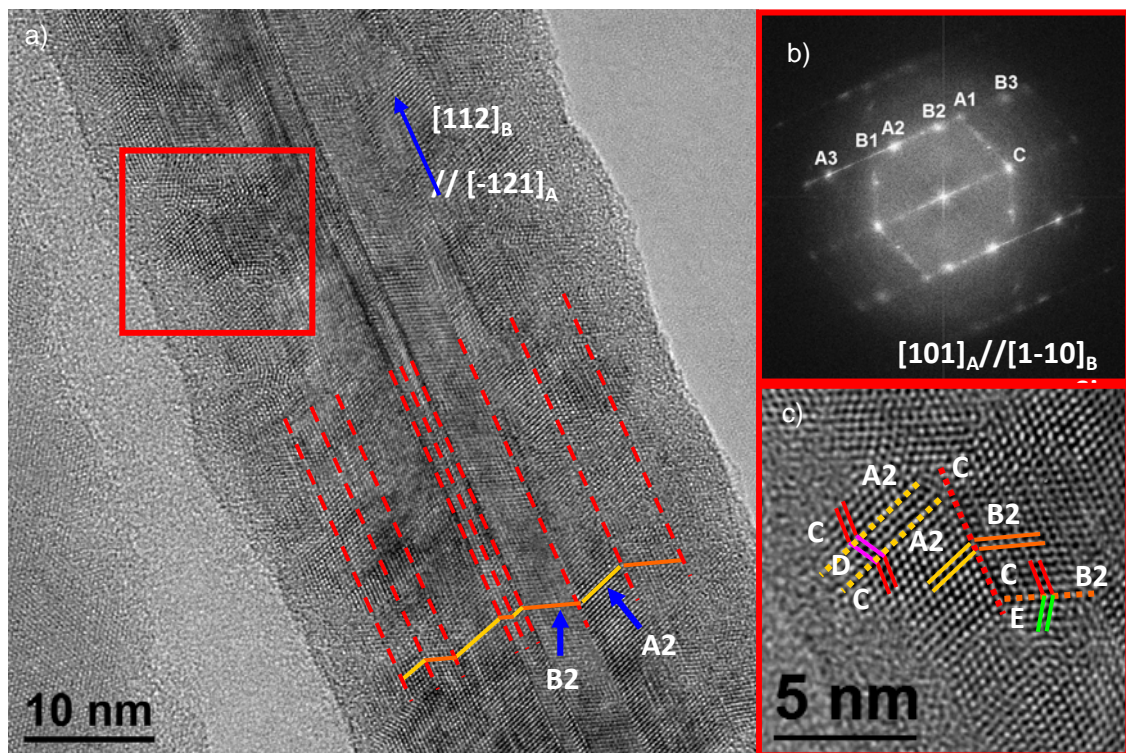 a)
[112]B
// [-121]A
A2
B2
10 nm
b)
B3
A1
B2
A2
B1
A3
C
[101]A//[1-10]B
c)
C
A2
B2
C
A2
D
C
B2
C
E
5 nm